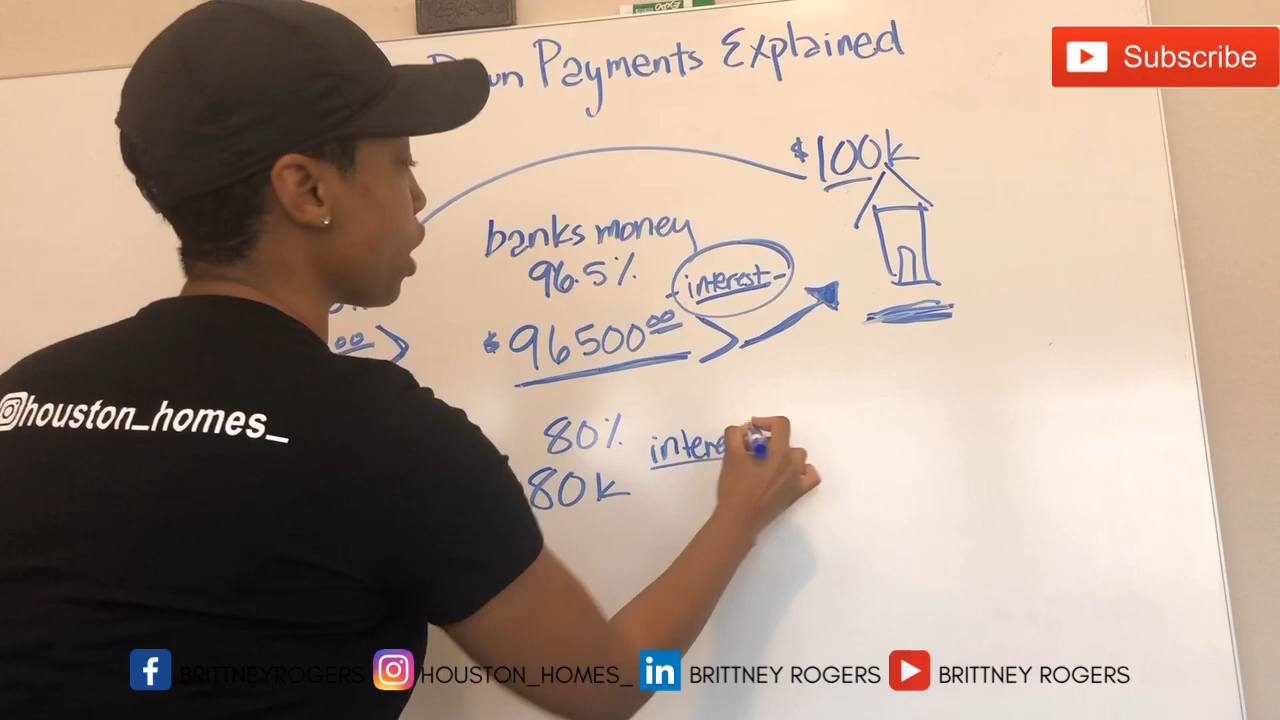 Payments Explained
Subscribe
$100k
banks money
96.5%
-interest-
$96500.00
.00
80%
80k
@houston_homes_
BRITTNEYROGERS
HOUSTON_HOMES_
BRITTNEY ROGERS
BRITTNEY ROGERS